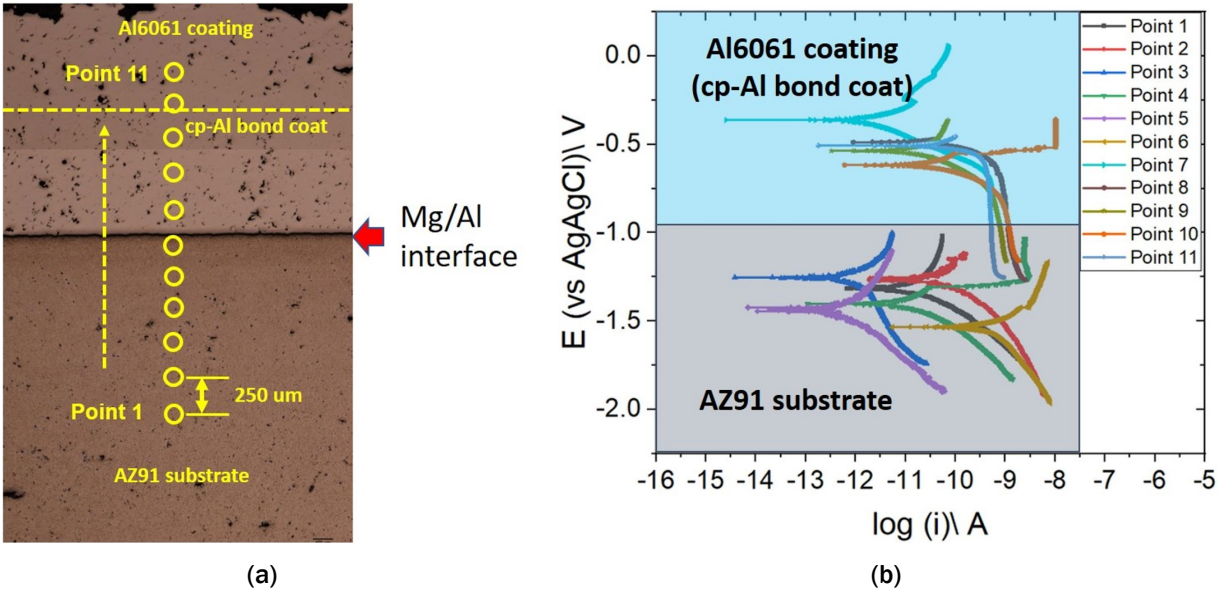 Al6061 coating
Point 11
cp-Al bond coat
Mg/Al
interface
250 um
Point 1
AZ91 substrate
(a)
E (vs AgAgCl)\ V
0.0
-0.5
-1.0
-1.5
-2.0
Al6061 coating
(cp-Al bond coat)
AZ91 substrate
-16 -15 -14 -13 -12 -11 -10 -9 -8 -7 -6 -5
log (i)\ A
Point 1
Point 2
Point 3
Point 4
Point 5
Point 6
Point 7
Point 8
Point 9
Point 10
Point 11
(b)